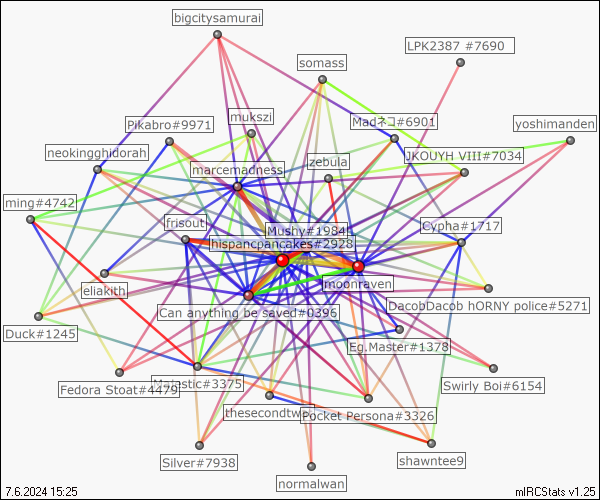 bigcitysamurai
LPK2387 #7690
somass
mukszi
Madネコ#6901
Pikabro#9971
yoshimanden
neokingghidorah
zebula
JKOUYH VIII#7034
marcemadness
ming#4742
frisout
Mushy#1984
Cypha#1717
hispancpancakes#2928
eliakith
moonraven
DacobDacob hORNY police#5271
Can anything be saved#0396
Duck#1245
Eg.Master#1378
Fedora Stoat#4479
Majestic#3375
Swirly Boi#6154
Pocket Persona#3326
Silver#7938
shawntee9
normalwan
7.6.2024 15:25
mIRCStats v1.25